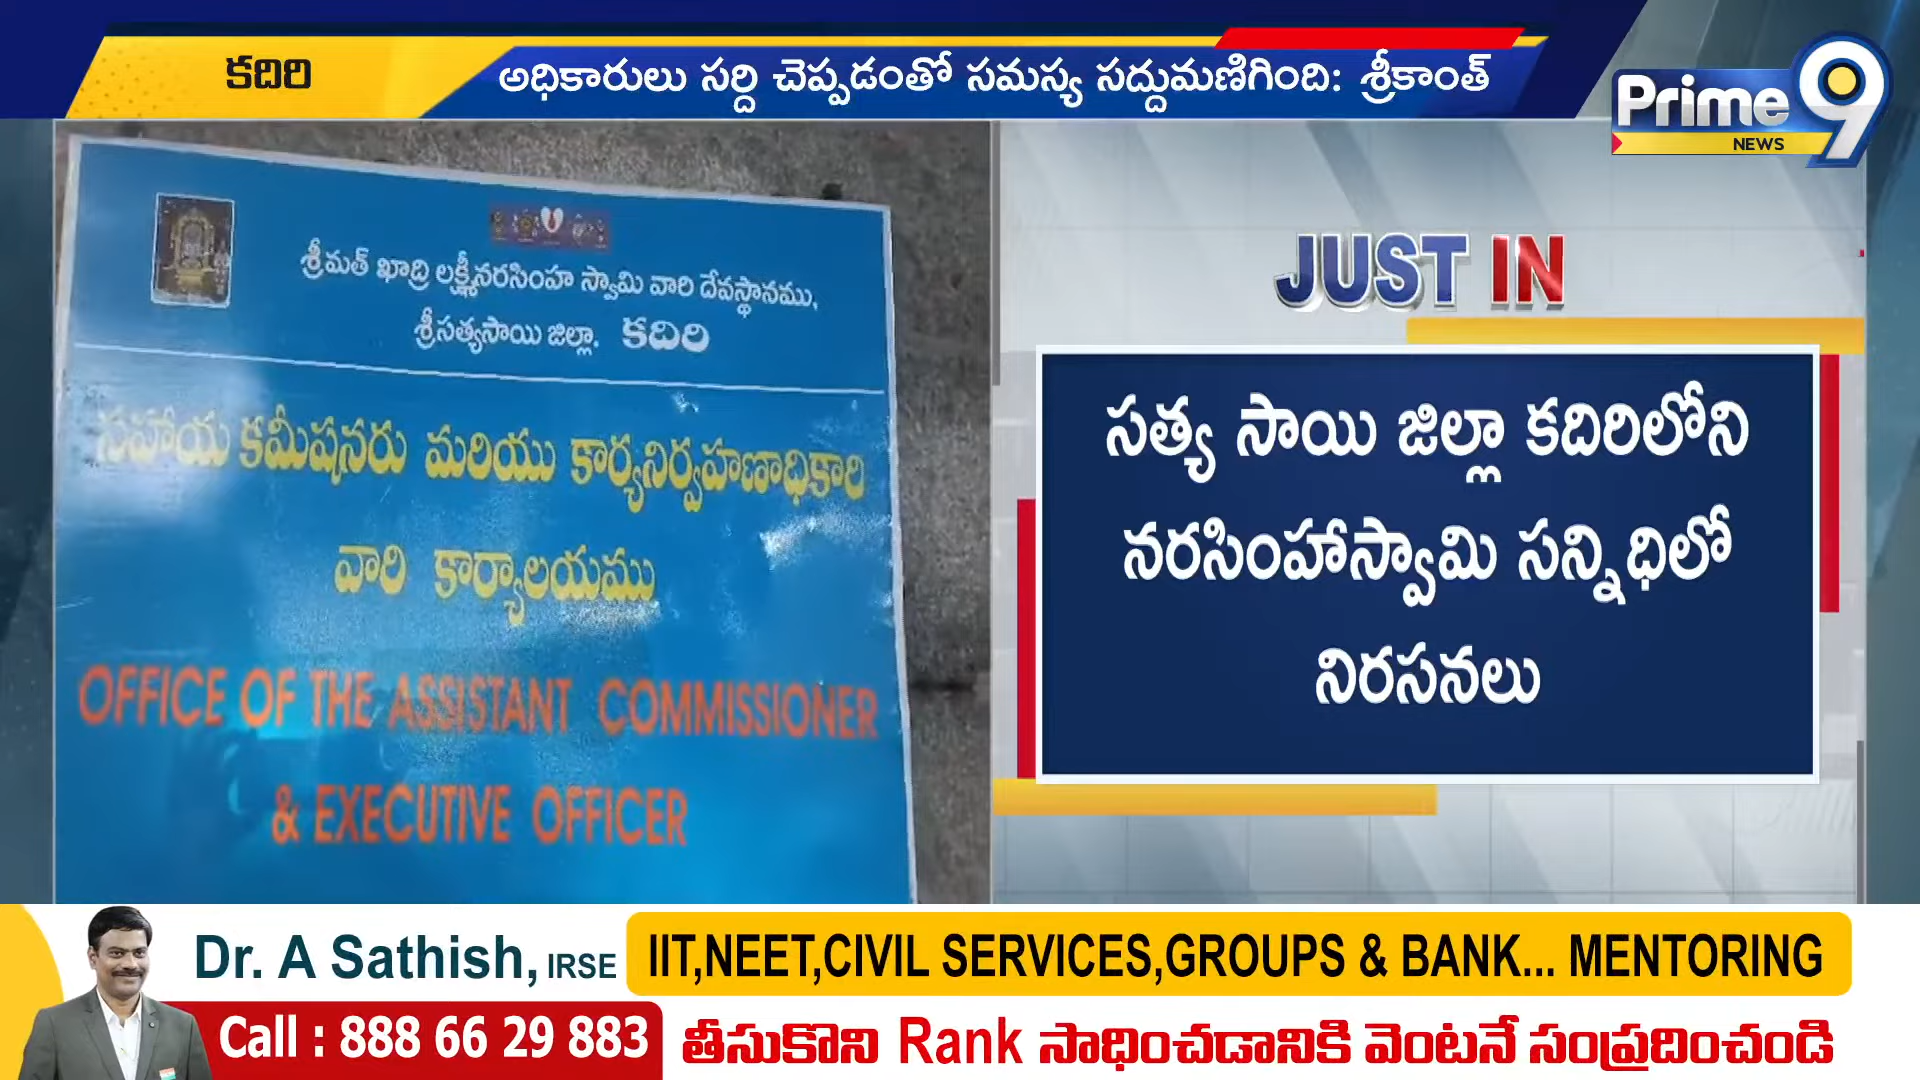 కదిరి
అధికారులు సర్ది చెప్పడంతో సమస్య సద్దుమణిగింది: శ్రీకాంత్
Prime9
NEWS
శ్రీమత్ ఖాద్రి లక్ష్మీనరసింహ స్వామి వారి దేవస్థానము,
శ్రీసత్యసాయి జిల్లా. కదిరి
సహాయ కమీషనరు మరియు కార్యనిర్వహణాధికారి
వారి కార్యాలయము
OFFICE OF THE ASSISTANT COMMISSIONER
& EXECUTIVE OFFICER
JUST IN
సత్య సాయి జిల్లా కదిరిలోని
నరసింహాస్వామి సన్నిధిలో
నిరసనలు
Dr. A Sathish, IRSE
IIT,NEET,CIVIL SERVICES,GROUPS & BANK... MENTORING
Call : 888 66 29 883
తీసుకొని Rank సాధించడానికి వెంటనే సంప్రదించండి